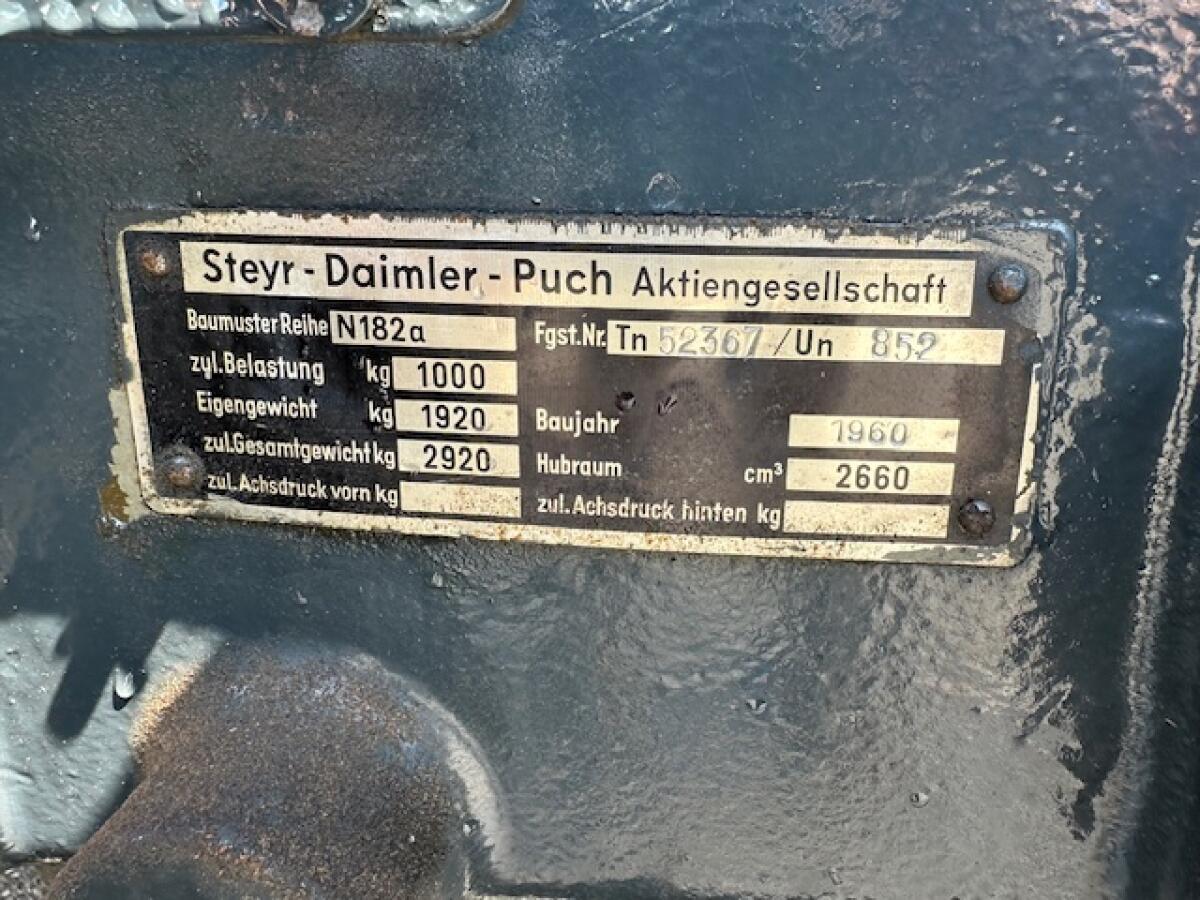 Steyr - Daimler - Puch Aktiengesellschaft
Baumuster Reihe N182a Fgst.Nr. Tn 52367 / Un 852
zyl. Belastung kg 1000
Eigengewicht kg 1920 Baujahr 1960
zul. Gesamtgewicht kg 2920 Hubraum cm³ 2660
zul. Achsdruck vorn kg zul. Achsdruck hinten kg